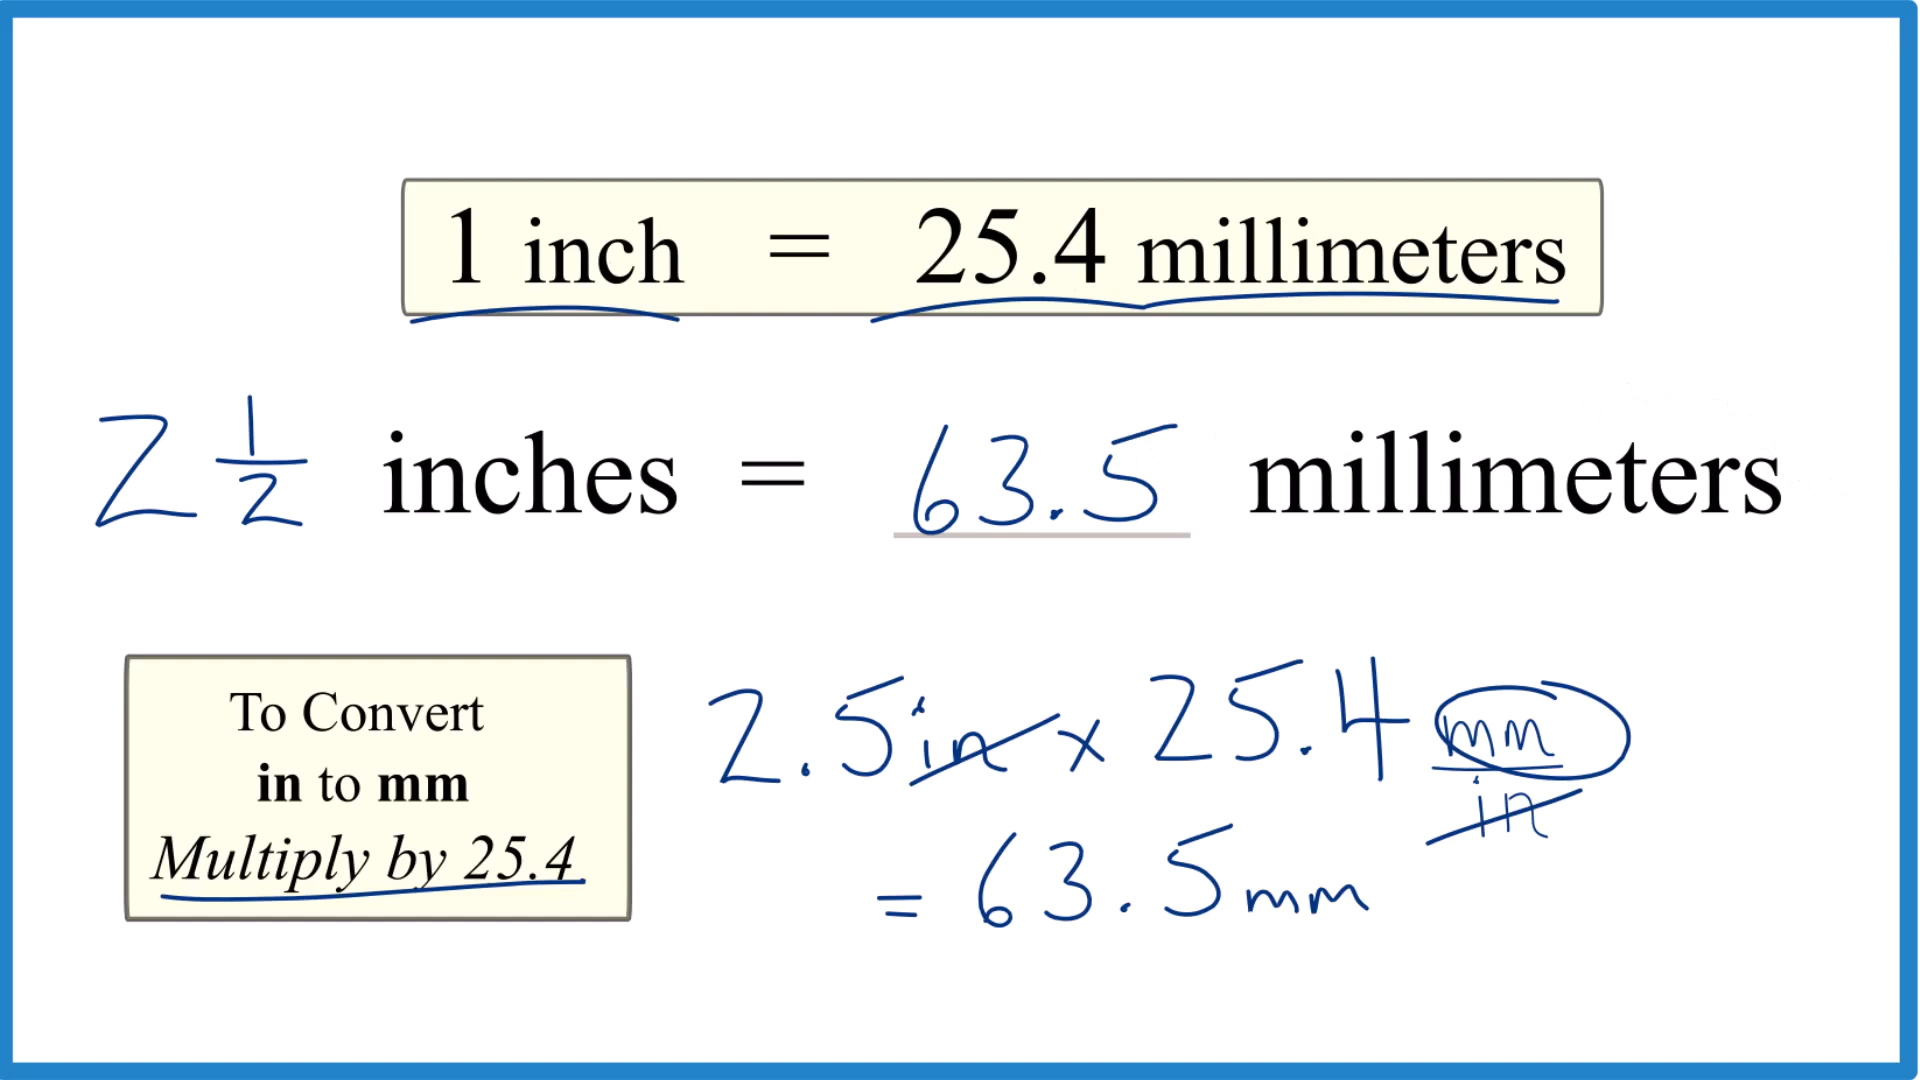 1 inch = 25.4 millimeters
2 1/2 inches = 63.5 millimeters
To Convert
in to mm
Multiply by 25.4
2.5in x 25.4 mm/in
= 63.5mm